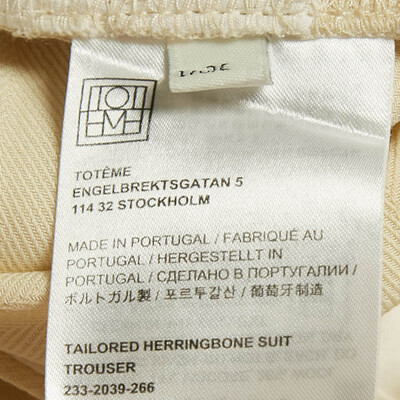 TOT
EME
TOTÊME
ENGELBREKTSGATAN 5
114 32 STOCKHOLM
MADE IN PORTUGAL / FABRIQUÉ AU
PORTUGAL / HERGESTELLT IN
PORTUGAL / СДЕЛАНО В ПОРТУГАЛИИ /
ポルトガル製 / 포르투갈산 / 葡萄牙制造
TAILORED HERRINGBONE SUIT
TROUSER
233-2039-266